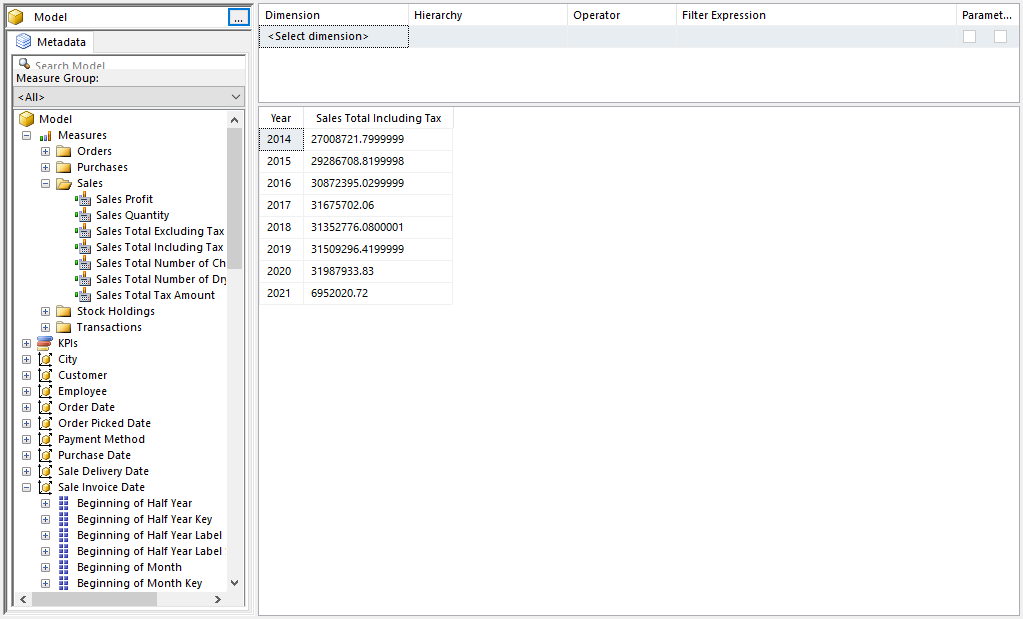 Model
...
Metadata
Search Model
Measure Group:
<All>
Model
Measures
Orders
Purchases
Sales
Sales Profit
Sales Quantity
Sales Total Excluding Tax
Sales Total Including Tax
Sales Total Number of Ch
Sales Total Number of Dry
Sales Total Tax Amount
Stock Holdings
Transactions
KPIs
City
Customer
Employee
Order Date
Order Picked Date
Payment Method
Purchase Date
Sale Delivery Date
Sale Invoice Date
Beginning of Half Year
Beginning of Half Year Key
Beginning of Half Year Label
Beginning of Half Year Label
Beginning of Month
Beginning of Month Key
Dimension Hierarchy Operator Filter Expression Paramet...
<Select dimension>
Year Sales Total Including Tax
2014 27008721.7999999
2015 29286708.8199998
2016 30872395.0299999
2017 31675702.06
2018 31352776.0800001
2019 31509296.4199999
2020 31987933.83
2021 6952020.72